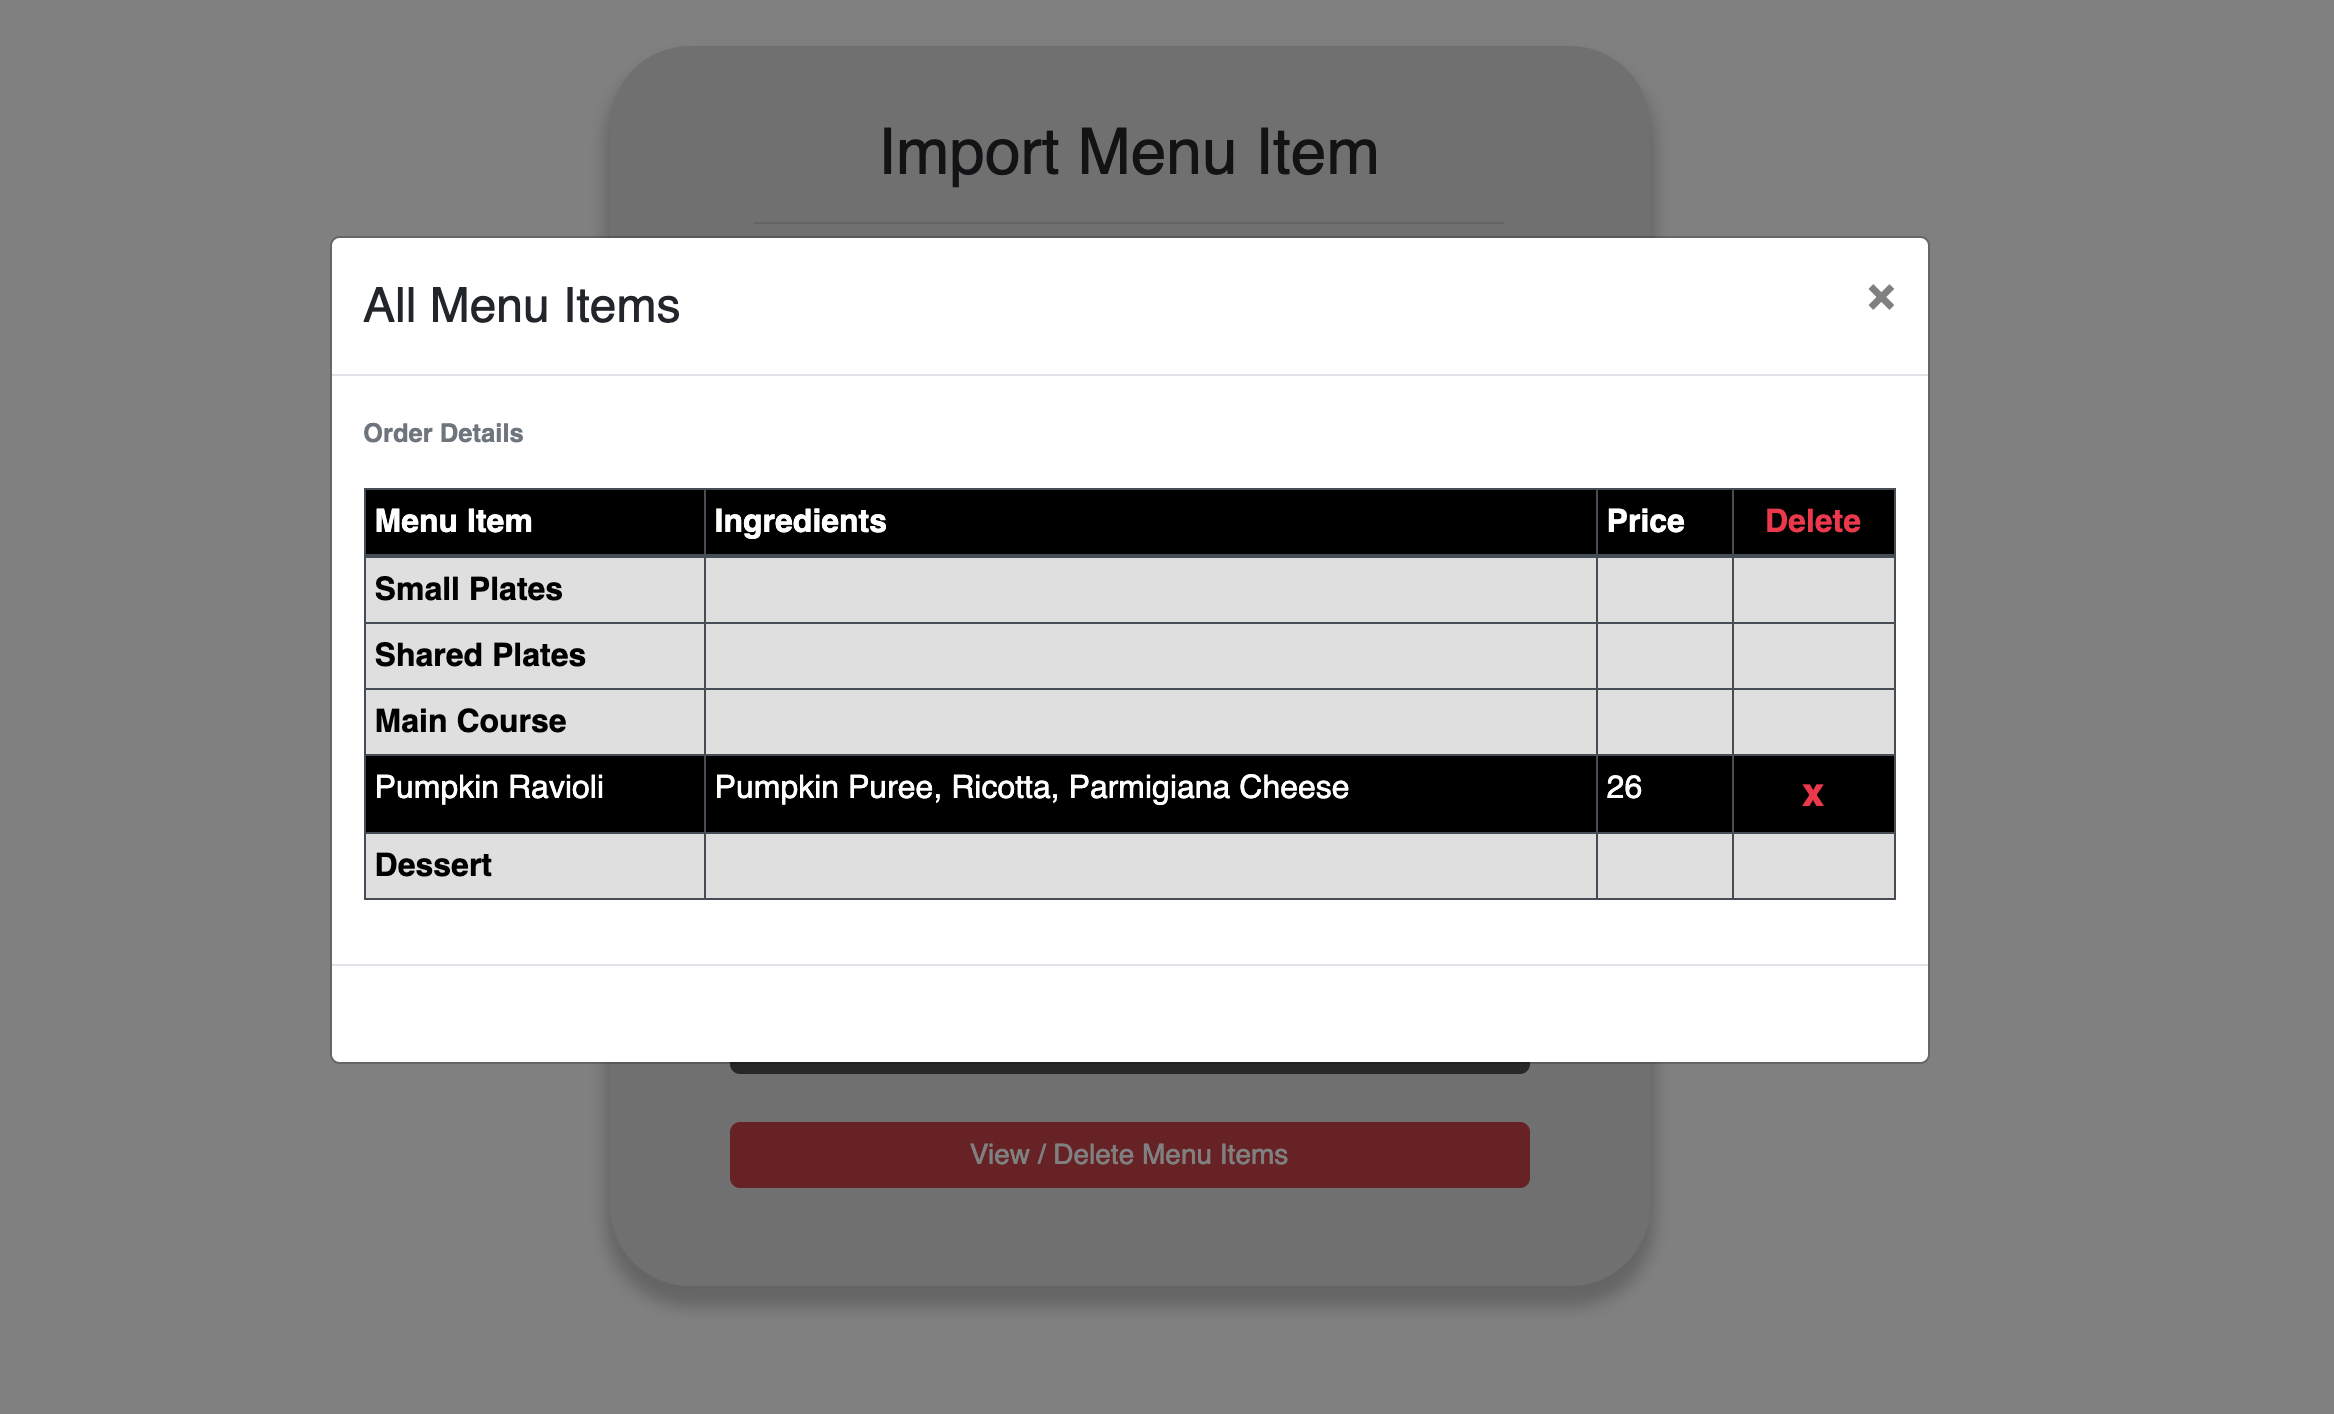 Import Menu Item
All Menu Items
×
Order Details
Menu Item Ingredients Price Delete
Small Plates
Shared Plates
Main Course
Pumpkin Ravioli Pumpkin Puree, Ricotta, Parmigiana Cheese 26 x
Dessert
View / Delete Menu Items